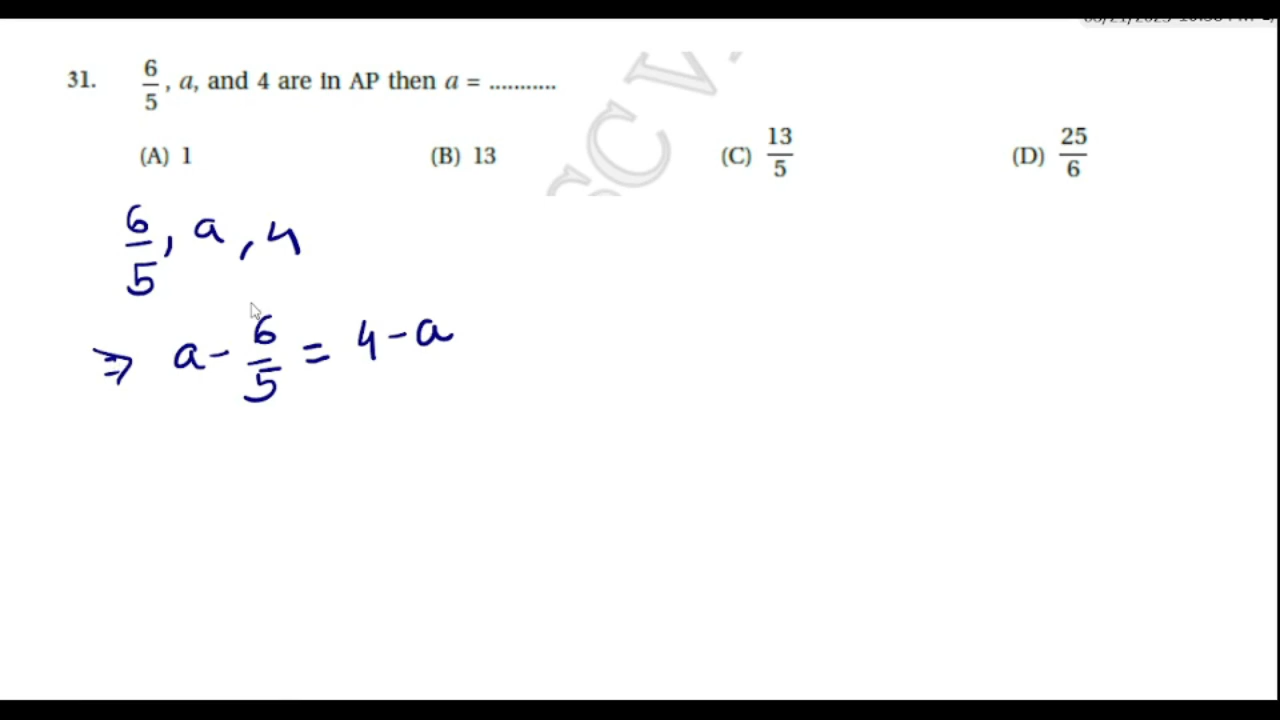 31. 6/5, a, and 4 are in AP then a = ...........
(A) 1 (B) 13 (C) 13/5 (D) 25/6
6/5, a, 4
⇒ a - 6/5 = 4 - a